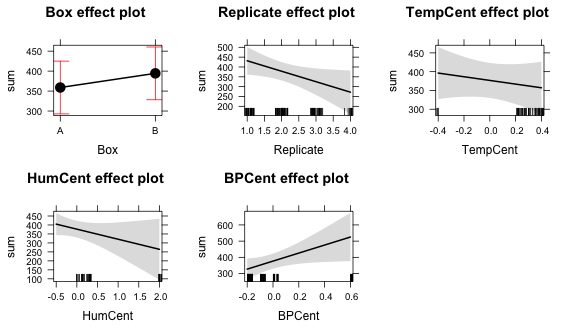 Box effect plot
sum
450
400
350
300
A
B
Box
Replicate effect plot
sum
500
450
400
350
300
250
200
1.0 1.5 2.0 2.5 3.0 3.5 4.0
Replicate
TempCent effect plot
sum
450
400
350
300
-0.4 -0.2 0.0 0.2 0.4
TempCent
HumCent effect plot
sum
450
400
350
300
250
200
150
100
-0.5 0.0 0.5 1.0 1.5 2.0
HumCent
BPCent effect plot
sum
600
500
400
300
-0.2 0.0 0.2 0.4 0.6
BPCent